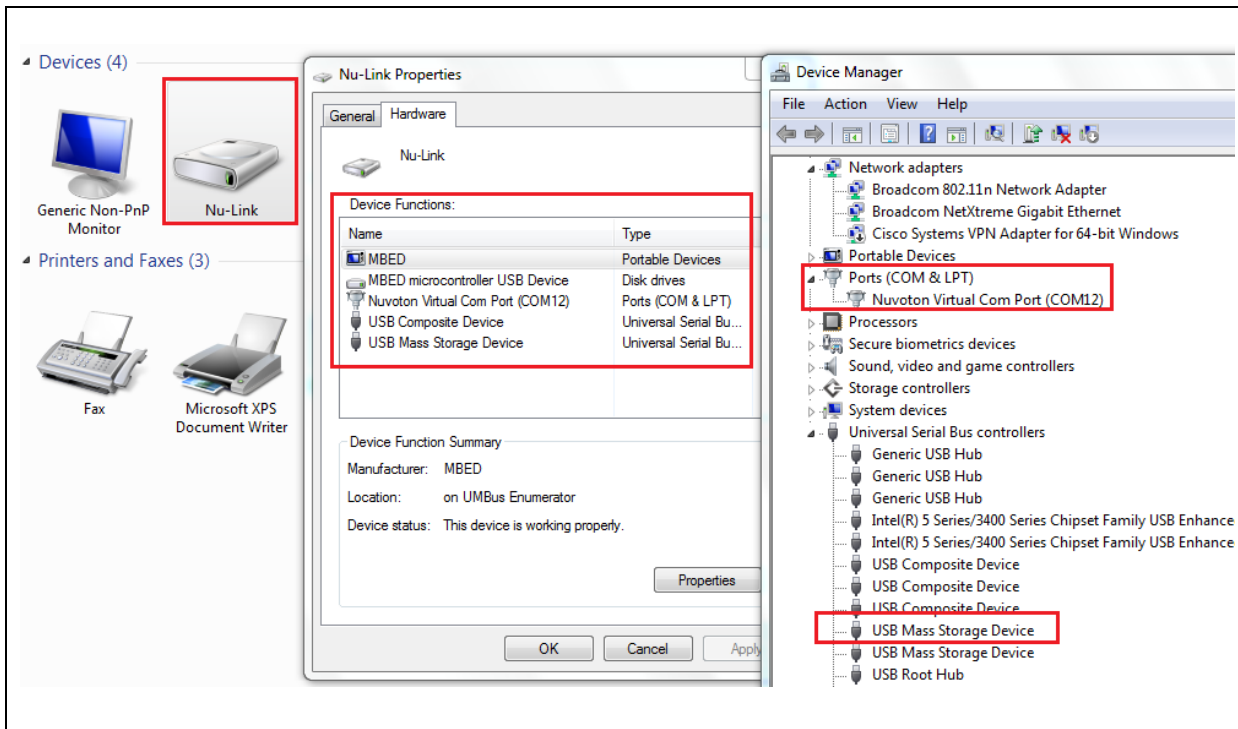 Devices (4)
Generic Non-PnP
Monitor
Nu-Link
Printers and Faxes (3)
Fax
Microsoft XPS
Document Writer
Nu-Link Properties
General
Hardware
Nu-Link
Device Functions:
Name Type
MBED Portable Devices
MBED microcontroller USB Device Disk drives
Nuvoton Virtual Com Port (COM12) Ports (COM & LPT)
USB Composite Device Universal Serial Bu...
USB Mass Storage Device Universal Serial Bu...
Device Function Summary
Manufacturer: MBED
Location: on UMBus Enumerator
Device status: This device is working properly.
Properties
OK Cancel Apply
Device Manager
File Action View Help
Network adapters
Broadcom 802.11n Network Adapter
Broadcom NetXtreme Gigabit Ethernet
Cisco Systems VPN Adapter for 64-bit Windows
Portable Devices
Ports (COM & LPT)
Nuvoton Virtual Com Port (COM12)
Processors
Secure biometrics devices
Sound, video and game controllers
Storage controllers
System devices
Universal Serial Bus controllers
Generic USB Hub
Generic USB Hub
Generic USB Hub
Intel(R) 5 Series/3400 Series Chipset Family USB Enhance
Intel(R) 5 Series/3400 Series Chipset Family USB Enhance
USB Composite Device
USB Composite Device
USB Composite Device
USB Mass Storage Device
USB Mass Storage Device
USB Root Hub